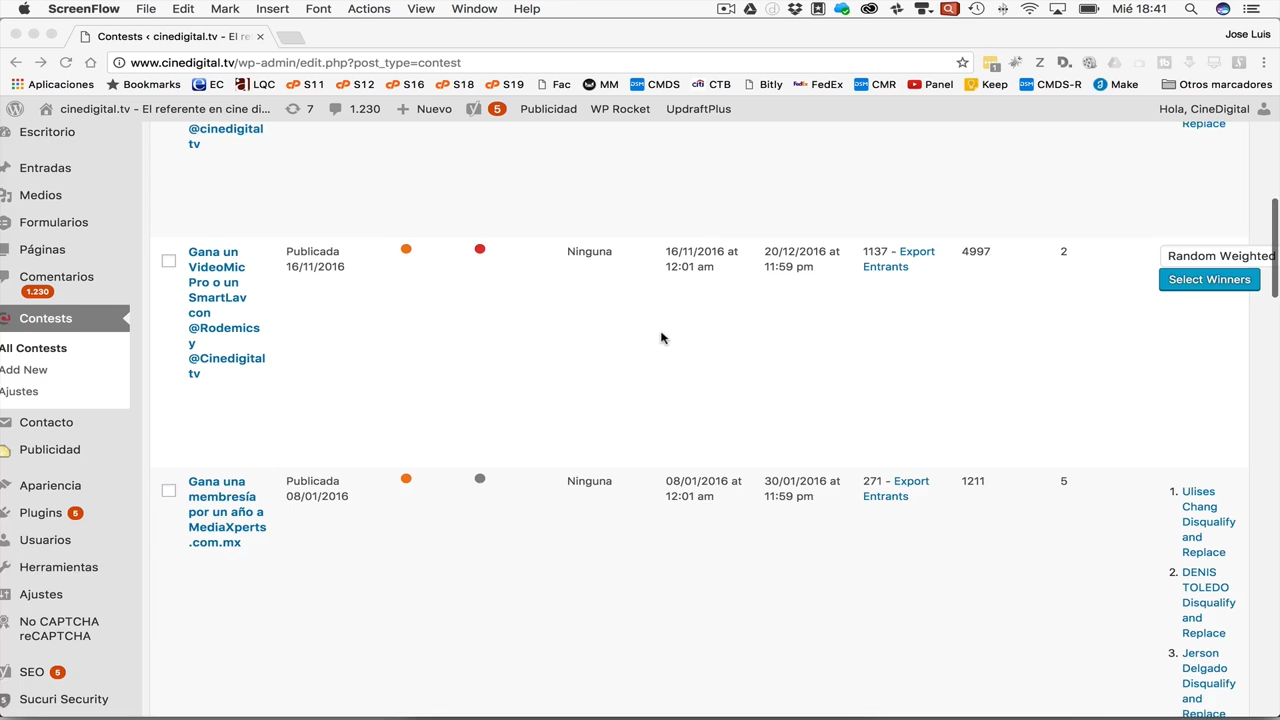 ScreenFlow File Edit Mark Insert Font Actions View Window Help Mié 18:41
Contests ‹ cinedigital.tv - El re Jose Luis
www.cinedigital.tv/wp-admin/edit.php?post_type=contest
Aplicaciones Bookmarks EC LQC S11 S12 S16 S18 S19 Fac MM CMDS CTB Bitly FedEx CMR Panel Keep CMDS-R Make Otros marcadores
cinedigital.tv - El referente en cine di... 7 1.230 Nuevo 5 Publicidad WP Rocket UpdraftPlus Hola, CineDigital
Escritorio
Entradas
Medios
Formularios
Páginas
Comentarios
1.230
Contests
All Contests
Add New
Ajustes
Contacto
Publicidad
Apariencia
Plugins 5
Usuarios
Herramientas
Ajustes
No CAPTCHA
reCAPTCHA
SEO 5
Sucuri Security
@cinedigital
tv
Replace
Gana un
VideoMic
Pro o un
SmartLav
con
@Rodemics
y
@Cinedigital
tv
Publicada
16/11/2016
Ninguna
16/11/2016 at
12:01 am
20/12/2016 at
11:59 pm
1137 - Export
Entrants
4997
2
Random Weighted
Select Winners
Gana una
membresía
por un año a
MediaXperts
.com.mx
Publicada
08/01/2016
Ninguna
08/01/2016 at
12:01 am
30/01/2016 at
11:59 pm
271 - Export
Entrants
1211
5
1. Ulises
Chang
Disqualify
and
Replace
2. DENIS
TOLEDO
Disqualify
and
Replace
3. Jerson
Delgado
Disqualify
and
Replace